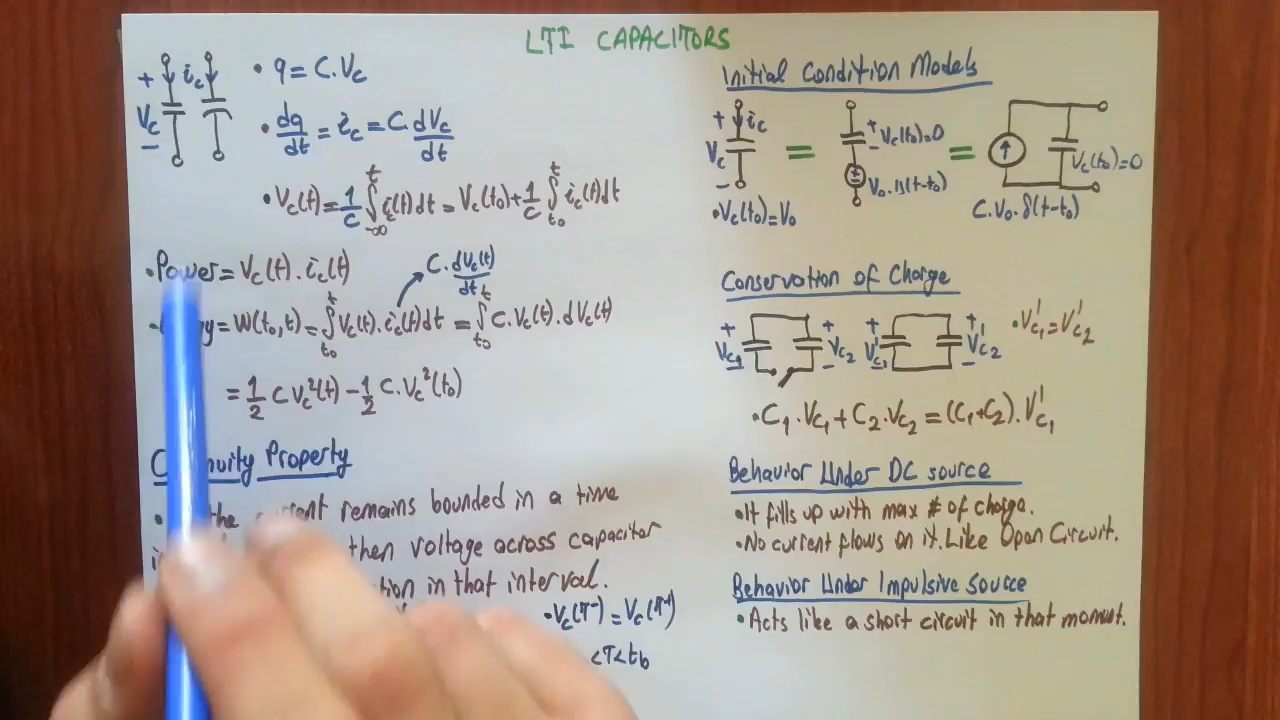 LTI CAPACITORS
+ ic
Vc
-
• q = C.Vc
• dq/dt = ic = C.dVc/dt
• Vc(t) = 1/C ∫_{-∞}^{t} ic(t)dt = Vc(t0) + 1/C ∫_{t0}^{t} ic(t)dt
• Power = Vc(t).ic(t)
C.dVc(t)/dt
= W(t0,t) = ∫_{t0}^{t} Vc(t).ic(t)dt = ∫_{t0}^{t} C.Vc(t).dVc(t)
= 1/2 C Vc²(t) - 1/2 C.Vc²(t0)
Property
• the remains bounded in a time
then voltage across capacitor
in that interval.
•Vc(T⁻) =
<T<tb
Initial Condition Models
+ ic
Vc
-
•Vc(t0)=V0
=
+ Vc(t0)=0
-
V0.1s(t-t0)
=
Vc(t0)=0
C.V0.δ(t-t0)
Conservation of Charge
+ Vc1 -
+ Vc2 -
+ V'c1 -
+ V'c2 -
•V'c1 = V'c2
•C1.Vc1 + C2.Vc2 = (C1+C2).V'c1
Behavior Under DC source
•It fills up with max # of charge.
•No current flows on it. Like Open Circuit.
Behavior Under Impulsive Source
•Acts like a short circuit in that moment.